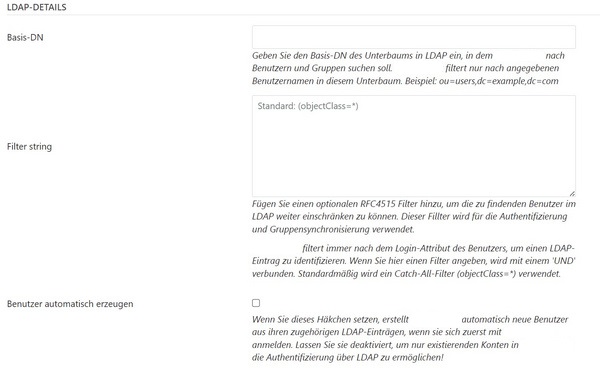 LDAP-DETAILS
Basis-DN
Geben Sie den Basis-DN des Unterbaums in LDAP ein, in dem nach
Benutzern und Gruppen suchen soll. filtert nur nach angegebenen
Benutzernamen in diesem Unterbaum. Beispiel: ou=users,dc=example,dc=com
Standard: (objectClass=*)
Filter string
Fügen Sie einen optionalen RFC4515 Filter hinzu, um die zu findenden Benutzer im
LDAP weiter einschränken zu können. Dieser Fillter wird für die Authentifizierung
und Gruppensynchronisierung verwendet.
filtert immer nach dem Login-Attribut des Benutzers, um einen LDAP-
Eintrag zu identifizieren. Wenn Sie hier einen Filter angeben, wird mit einem 'UND'
verbunden. Standardmäßig wird ein Catch-All-Filter (objectClass=*) verwendet.
Benutzer automatisch erzeugen
Wenn Sie dieses Häkchen setzen, erstellt automatisch neue Benutzer
aus ihren zugehörigen LDAP-Einträgen, wenn sie sich zuerst mit
anmelden. Lassen Sie sie deaktiviert, um nur existierenden Konten in
die Authentifizierung über LDAP zu ermöglichen!